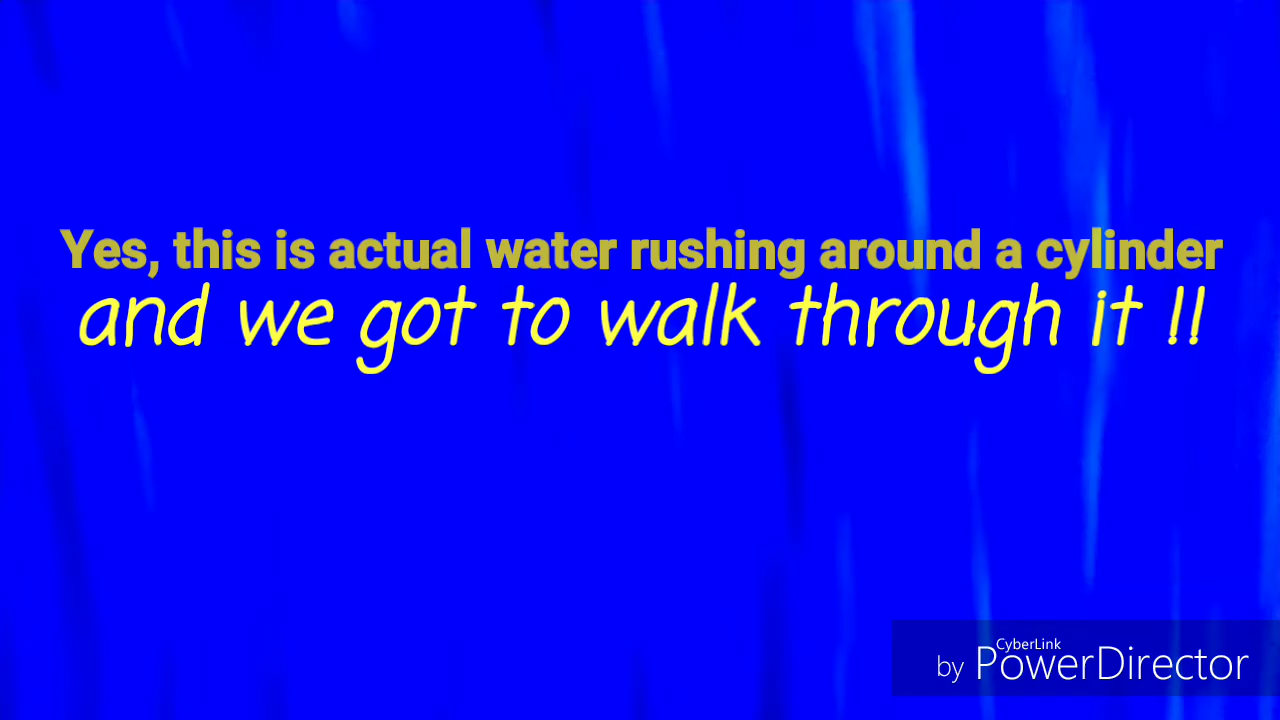 Yes, this is actual water rushing around a cylinder
and we got to walk through it !!
CyberLink
by PowerDirector